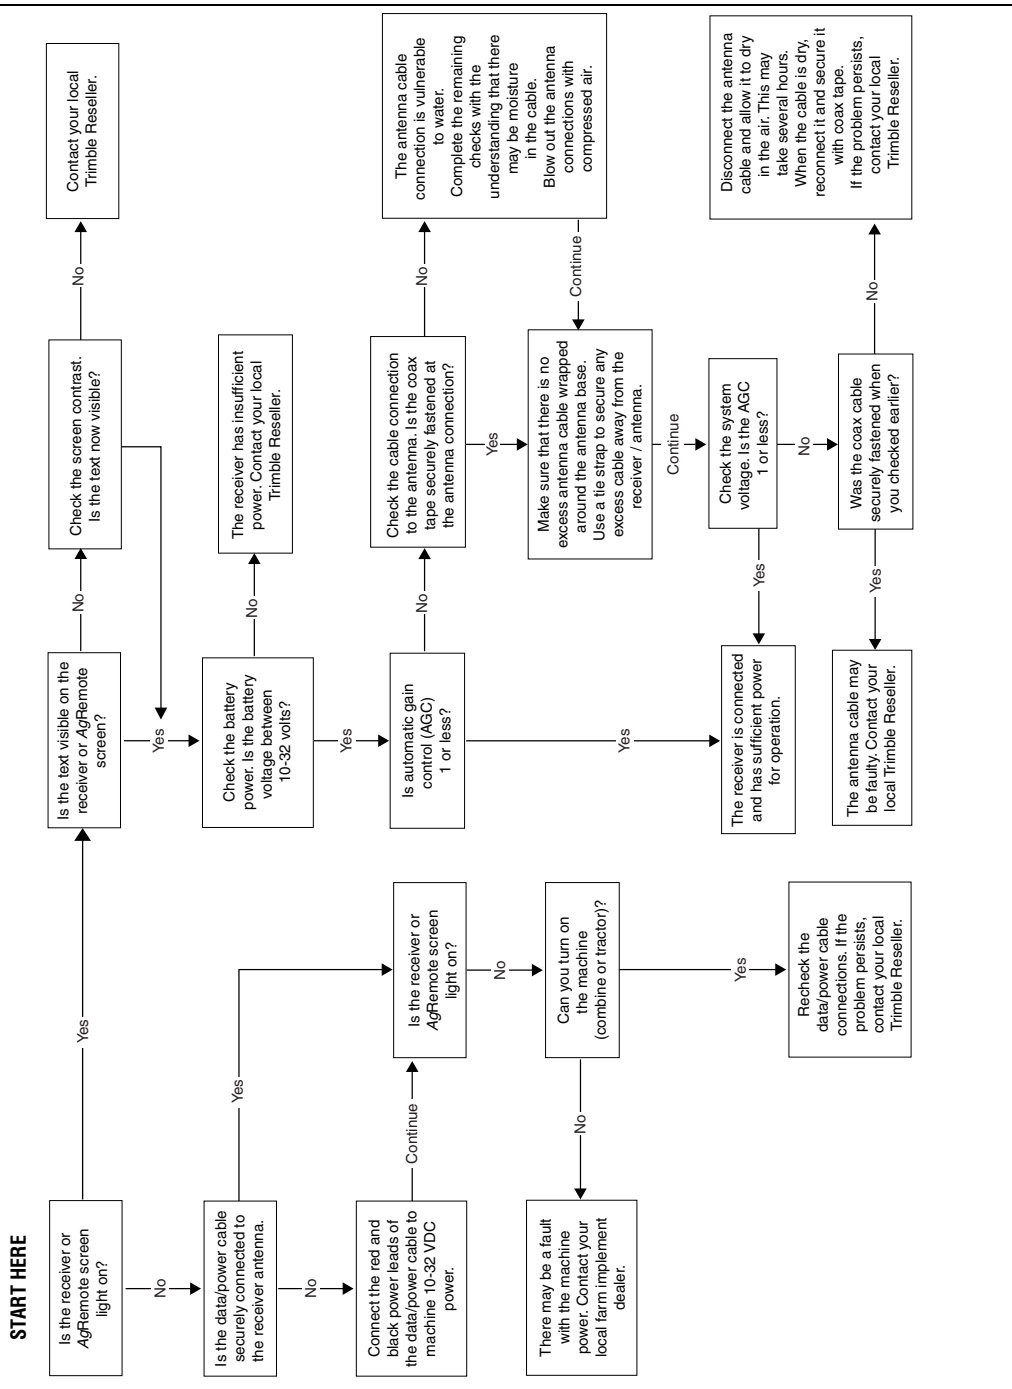 START HERE
Is the receiver or
AgRemote screen
light on?
Yes
No
Is the text visible on the
receiver or AgRemote
screen?
No
Yes
Check the screen contrast.
Is the text now visible?
No
Contact your local
Trimble Reseller.
Is the data/power cable
securely connected to
the receiver antenna.
Yes
No
Check the battery
power. Is the battery
voltage between
10-32 volts?
No
Yes
The receiver has insufficient
power. Contact your local
Trimble Reseller.
Connect the red and
black power leads of
the data/power cable to
machine 10-32 VDC
power.
Continue
Is the receiver or
AgRemote screen
light on?
No
Is automatic gain
control (AGC)
1 or less?
No
Yes
Check the cable connection
to the antenna. Is the coax
tape securely fastened at
the antenna connection?
No
Yes
The antenna cable
connection is vulnerable
to water.
Complete the remaining
checks with the
understanding that there
may be moisture
in the cable.
Blow out the antenna
connections with
compressed air.
Continue
There may be a fault
with the machine
power. Contact your
local farm implement
dealer.
No
Can you turn on
the machine
(combine or tractor)?
Yes
Make sure that there is no
excess antenna cable wrapped
around the antenna base.
Use a tie strap to secure any
excess cable away from the
receiver / antenna.
Continue
The receiver is connected
and has sufficient power
for operation.
Yes
Check the system
voltage. Is the AGC
1 or less?
No
Disconnect the antenna
cable and allow it to dry
in the air. This may
take several hours.
When the cable is dry,
reconnect it and secure it
with coax tape.
If the problem persists,
contact your local
Trimble Reseller.
Recheck the
data/power cable
connections. If the
problem persists,
contact your local
Trimble Reseller.
The antenna cable may
be faulty. Contact your
local Trimble Reseller.
Yes
Was the coax cable
securely fastened when
you checked earlier?
No